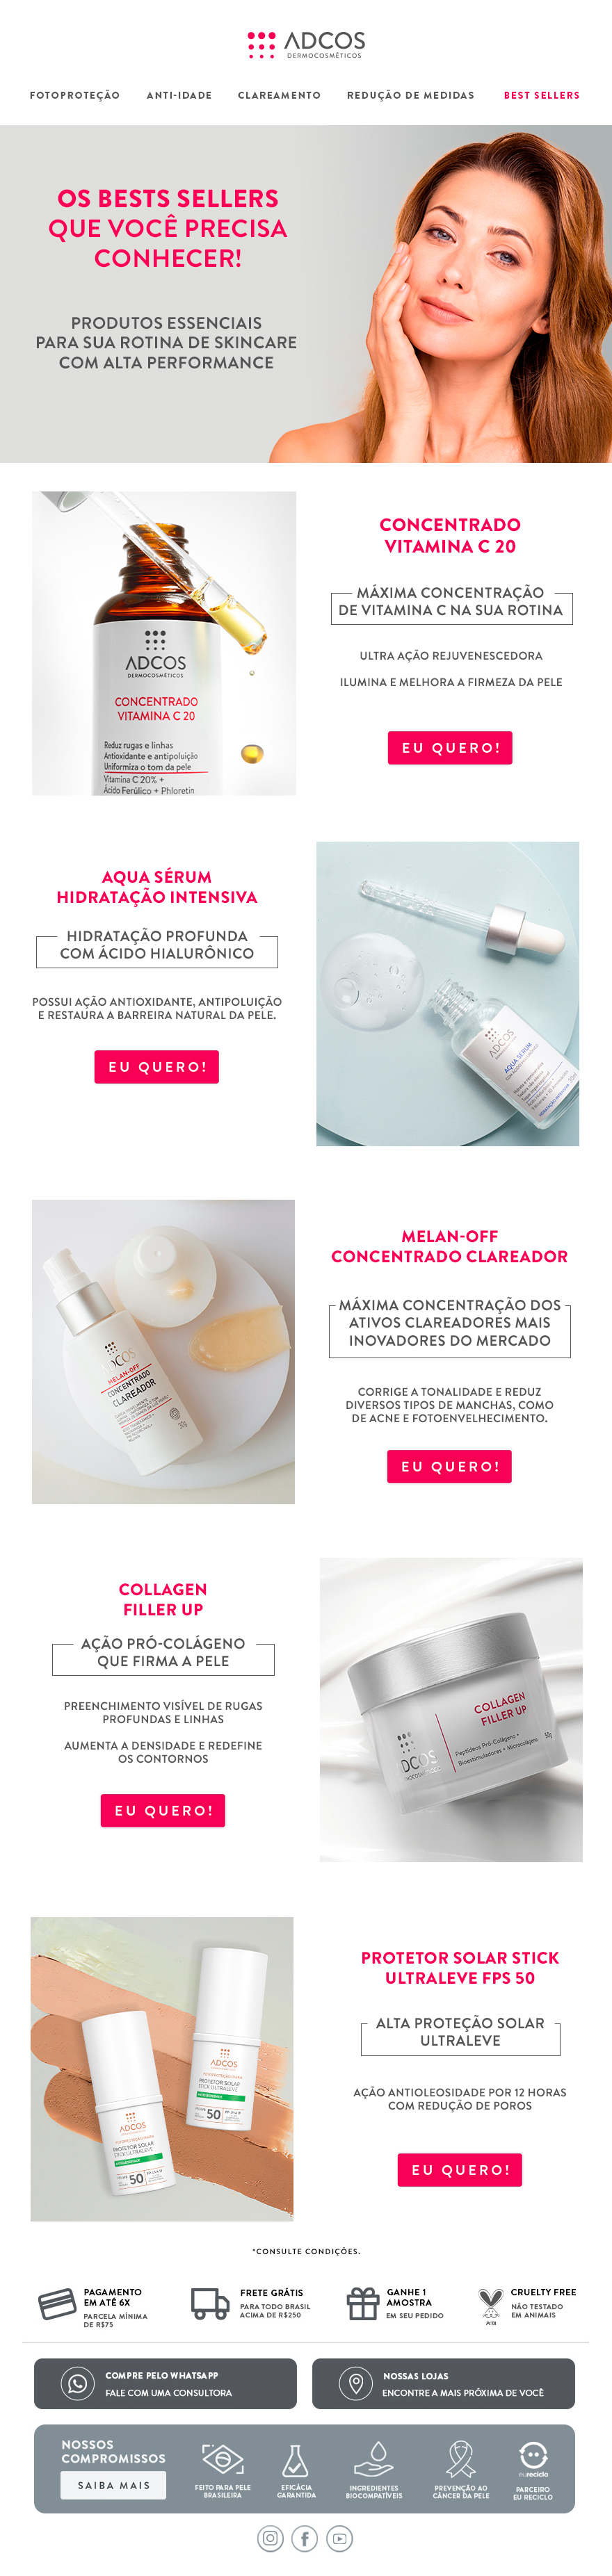 ADCOS
DERMOCOSMÉTICOS
FOTOPROTEÇÃO ANTI-IDADE CLAREAMENTO REDUÇÃO DE MEDIDAS BEST SELLERS
OS BESTS SELLERS
QUE VOCÊ PRECISA
CONHECER!
PRODUTOS ESSENCIAIS
PARA SUA ROTINA DE SKINCARE
COM ALTA PERFORMANCE
ADCOS
DERMOCOSMÉTICOS
CONCENTRADO
VITAMINA C 20
Reduz rugas e linhas
Antioxidante e antipoluição
Uniformiza o tom da pele
Vitamina C 20% +
Ácido Ferúlico + Phloretin
CONCENTRADO
VITAMINA C 20
MÁXIMA CONCENTRAÇÃO
DE VITAMINA C NA SUA ROTINA
ULTRA AÇÃO REJUVENESCEDORA
ILUMINA E MELHORA A FIRMEZA DA PELE
EU QUERO!
AQUA SÉRUM
HIDRATAÇÃO INTENSIVA
HIDRATAÇÃO PROFUNDA
COM ÁCIDO HIALURÔNICO
POSSUI AÇÃO ANTIOXIDANTE, ANTIPOLUIÇÃO
E RESTAURA A BARREIRA NATURAL DA PELE.
EU QUERO!
ADCOS
AQUA SÉRUM
ADCOS
MELAN-OFF
CONCENTRADO
CLAREADOR
30g
MELAN-OFF
CONCENTRADO CLAREADOR
MÁXIMA CONCENTRAÇÃO DOS
ATIVOS CLAREADORES MAIS
INOVADORES DO MERCADO
CORRIGE A TONALIDADE E REDUZ
DIVERSOS TIPOS DE MANCHAS, COMO
DE ACNE E FOTOENVELHECIMENTO.
EU QUERO!
COLLAGEN
FILLER UP
AÇÃO PRÓ-COLÁGENO
QUE FIRMA A PELE
PREENCHIMENTO VISÍVEL DE RUGAS
PROFUNDAS E LINHAS
AUMENTA A DENSIDADE E REDEFINE
OS CONTORNOS
EU QUERO!
COLLAGEN
FILLER UP
Peptídeos Pró-Colágeno +
Bioestimuladores + Microcolágeno
50g
ADCOS
PROTETOR SOLAR
STICK ULTRALEVE
50
ADCOS
PROTETOR SOLAR
STICK ULTRALEVE
50
PROTETOR SOLAR STICK
ULTRALEVE FPS 50
ALTA PROTEÇÃO SOLAR
ULTRALEVE
AÇÃO ANTIOLEOSIDADE POR 12 HORAS
COM REDUÇÃO DE POROS
EU QUERO!
*CONSULTE CONDIÇÕES.
PAGAMENTO
EM ATÉ 6X
PARCELA MÍNIMA
DE R$75
FRETE GRÁTIS
PARA TODO BRASIL
ACIMA DE R$250
GANHE 1
AMOSTRA
EM SEU PEDIDO
PETA
CRUELTY FREE
NÃO TESTADO
EM ANIMAIS
COMPRE PELO WHATSAPP
FALE COM UMA CONSULTORA
NOSSAS LOJAS
ENCONTRE A MAIS PRÓXIMA DE VOCÊ
NOSSOS
COMPROMISSOS
SAIBA MAIS
FEITO PARA PELE
BRASILEIRA
EFICÁCIA
GARANTIDA
INGREDIENTES
BIOCOMPATÍVEIS
PREVENÇÃO AO
CÂNCER DA PELE
eureciclo
PARCEIRO
EU RECICLO